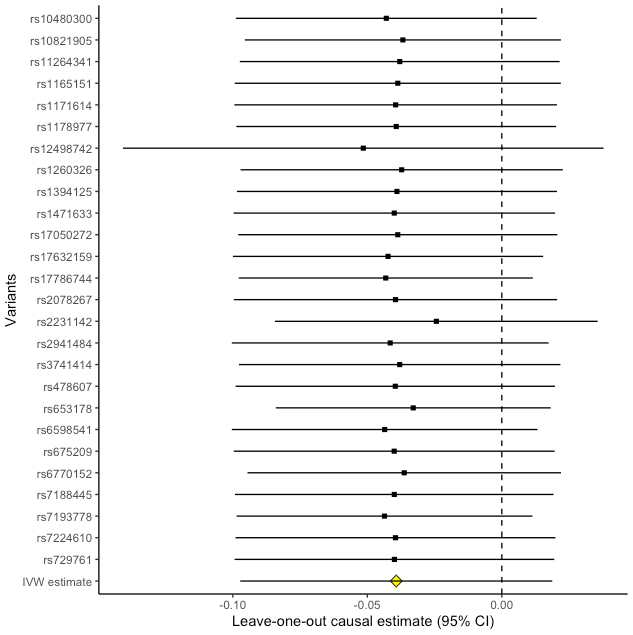 rs10480300
rs10821905
rs11264341
rs1165151
rs1171614
rs1178977
rs12498742
rs1260326
rs1394125
rs1471633
rs17050272
rs17632159
rs17786744
rs2078267
rs2231142
rs2941484
rs3741414
rs478607
rs653178
rs6598541
rs675209
rs6770152
rs7188445
rs7193778
rs7224610
rs729761
IVW estimate
Variants
-0.10 -0.05 0.00
Leave-one-out causal estimate (95% CI)